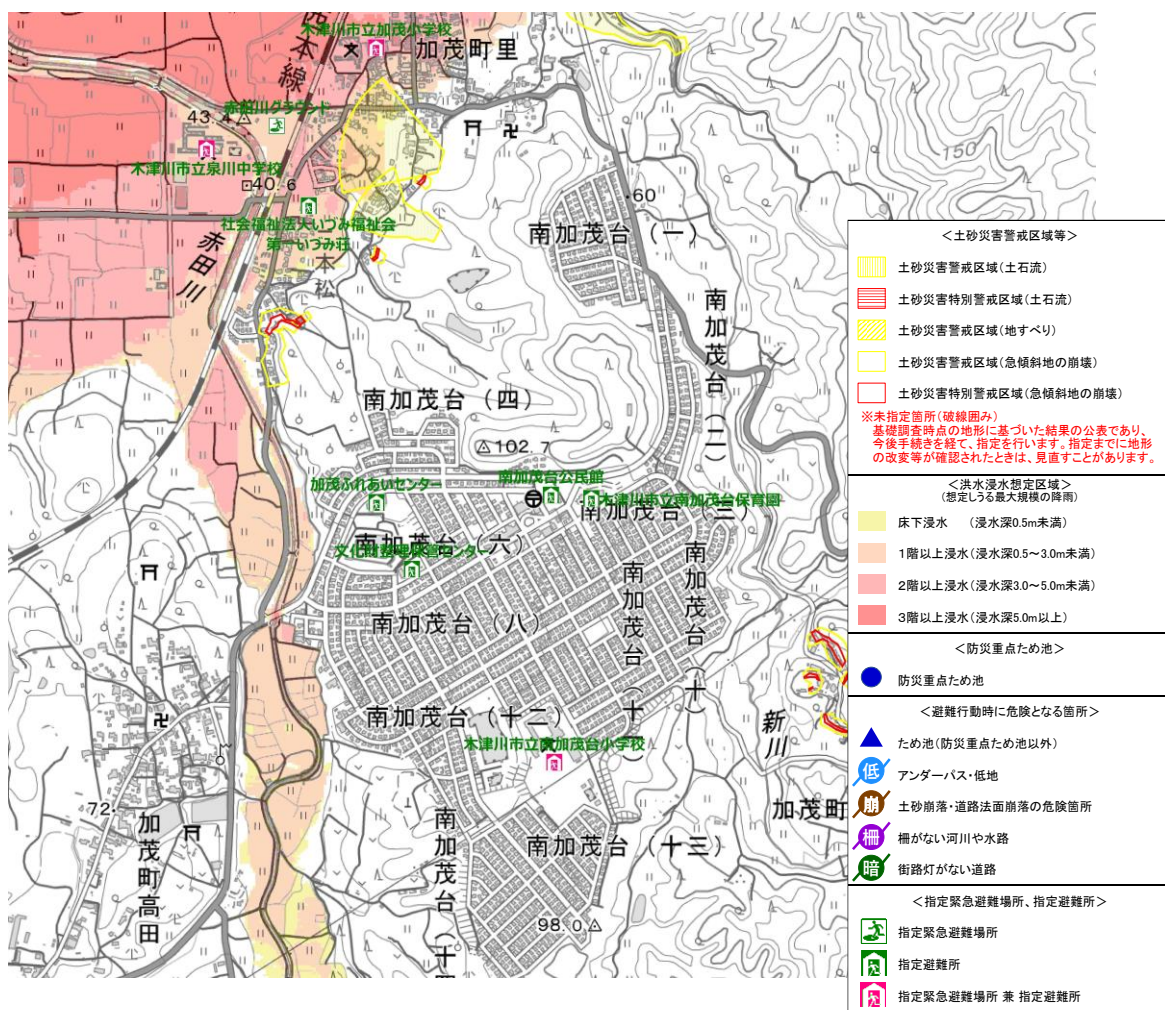 木津川市立加茂小学校
加茂町里
本線
赤田川グラウンド
43.4
木津川市立泉川中学校
40.6
社会福祉法人いづみ福祉会
第一いづみ荘
本松
赤田川
150
60
南加茂台（一）
南加茂台（二）
南加茂台（四）
102.7
加茂ふれあいセンター
南加茂台公民館
木津川市立南加茂台保育園
南加茂台（三）
南加茂台（六）
文化財整理保管センター
南加茂台（八）
南加茂台（十）
南加茂台（十一）
南加茂台（十二）
木津川市立南加茂台小学校
新川
加茂町
72
加茂町高田
南加茂台（十四
南加茂台（十三）
98.0
＜土砂災害警戒区域等＞
土砂災害警戒区域（土石流）
土砂災害特別警戒区域（土石流）
土砂災害警戒区域（地すべり）
土砂災害警戒区域（急傾斜地の崩壊）
土砂災害特別警戒区域（急傾斜地の崩壊）
※未指定箇所（破線囲み）
基礎調査時点の地形に基づいた結果の公表であり、
今後手続きを経て、指定を行います。指定までに地形
の改変等が確認されたときは、見直すことがあります。
＜洪水浸水想定区域＞
（想定しうる最大規模の降雨）
床下浸水　（浸水深0.5m未満）
1階以上浸水（浸水深0.5～3.0m未満）
2階以上浸水（浸水深3.0～5.0m未満）
3階以上浸水（浸水深5.0m以上）
＜防災重点ため池＞
防災重点ため池
＜避難行動時に危険となる箇所＞
ため池（防災重点ため池以外）
低 アンダーパス・低地
崩 土砂崩落・道路法面崩落の危険箇所
柵 柵がない河川や水路
暗 街路灯がない道路
＜指定緊急避難場所、指定避難所＞
指定緊急避難場所
指定避難所
指定緊急避難場所 兼 指定避難所